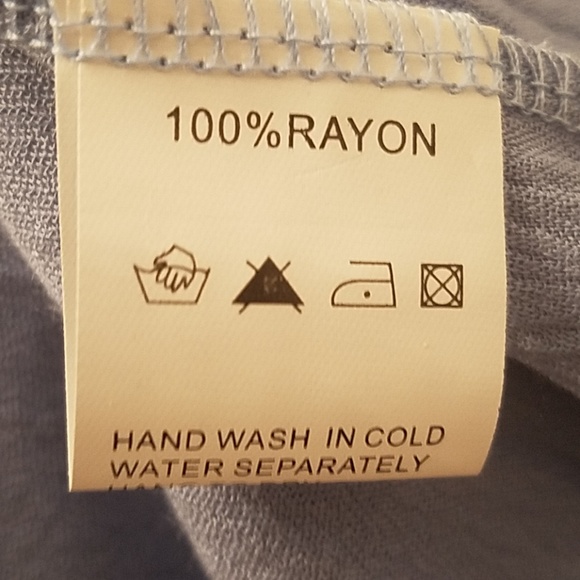 100%RAYON
HAND WASH IN COLD
WATER SEPARATELY